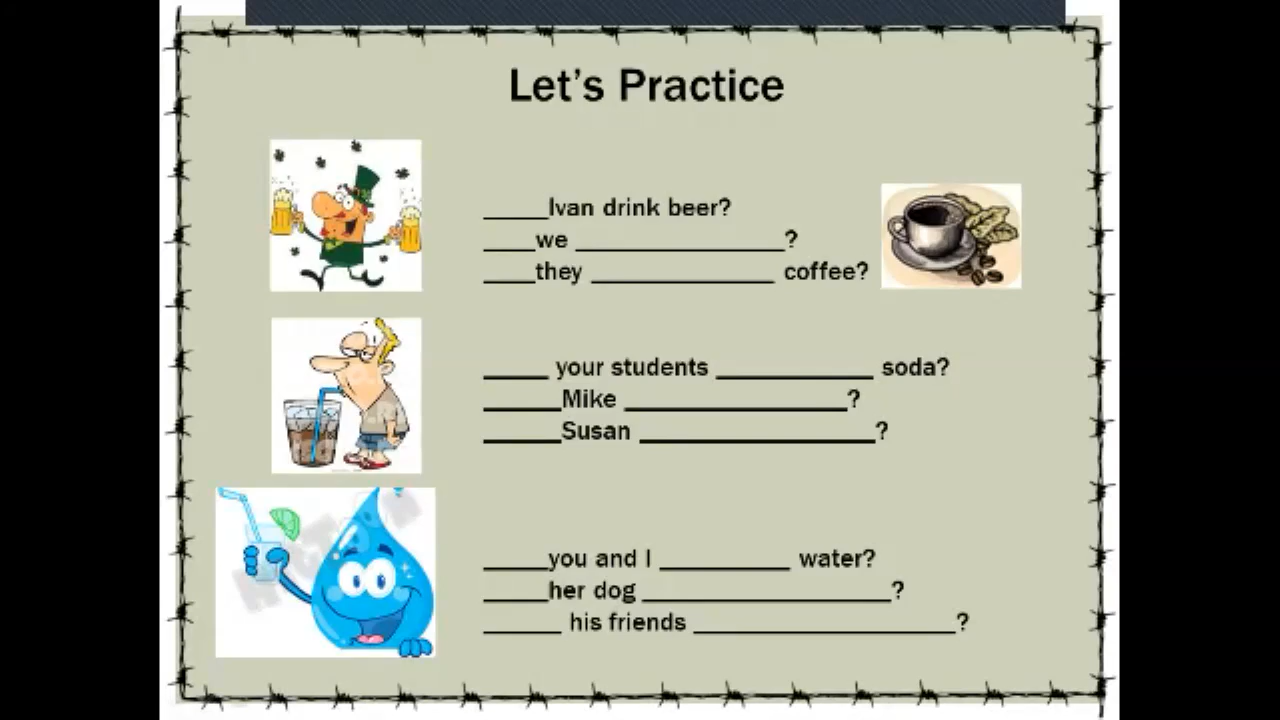 Let's Practice
_____Ivan drink beer?
____we ________________?
____they ______________ coffee?
_____ your students ____________ soda?
______Mike _________________?
______Susan __________________?
_____you and I __________ water?
_____her dog ___________________?
______ his friends ____________________?